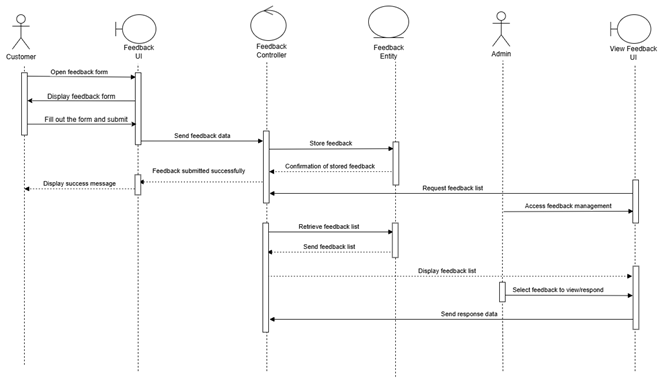 Customer
Feedback
UI
Feedback
Controller
Feedback
Entity
Admin
View Feedback
UI
Open feedback form
Display feedback form
Fill out the form and submit
Send feedback data
Store feedback
Confirmation of stored feedback
Feedback submitted successfully
Display success message
Request feedback list
Access feedback management
Retrieve feedback list
Send feedback list
Display feedback list
Select feedback to view/respond
Send response data